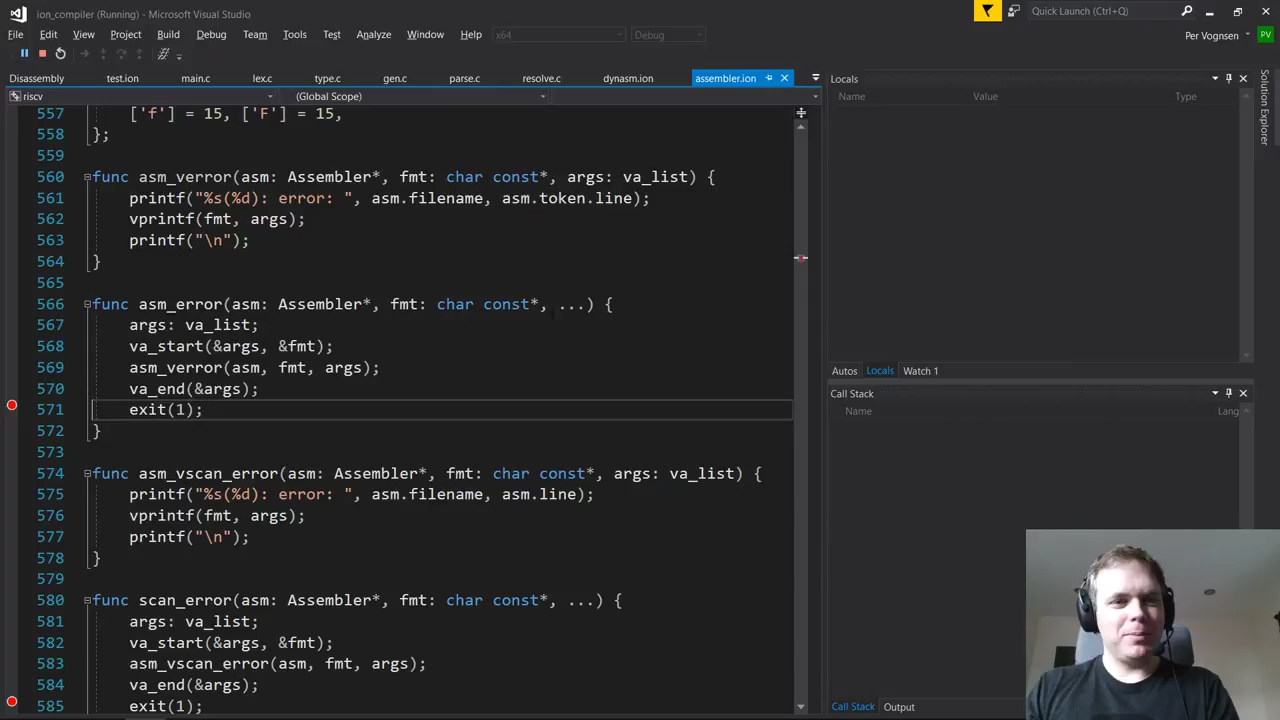 ion_compiler (Running) - Microsoft Visual Studio
Quick Launch (Ctrl+Q)
File Edit View Project Build Debug Team Tools Test Analyze Window Help x64 Debug
Per Vognsen PV
Disassembly test.ion main.c lex.c type.c gen.c parse.c resolve.c dynasm.ion assembler.ion
riscv (Global Scope)
557 ['f'] = 15, ['F'] = 15,
558 };
559
560 func asm_verror(asm: Assembler*, fmt: char const*, args: va_list) {
561 printf("%s(%d): error: ", asm.filename, asm.token.line);
562 vprintf(fmt, args);
563 printf("\n");
564 }
565
566 func asm_error(asm: Assembler*, fmt: char const*, ...) {
567 args: va_list;
568 va_start(&args, &fmt);
569 asm_verror(asm, fmt, args);
570 va_end(&args);
571 exit(1);
572 }
573
574 func asm_vscan_error(asm: Assembler*, fmt: char const*, args: va_list) {
575 printf("%s(%d): error: ", asm.filename, asm.line);
576 vprintf(fmt, args);
577 printf("\n");
578 }
579
580 func scan_error(asm: Assembler*, fmt: char const*, ...) {
581 args: va_list;
582 va_start(&args, &fmt);
583 asm_vscan_error(asm, fmt, args);
584 va_end(&args);
585 exit(1);
Locals
Name Value Type
Autos Locals Watch 1
Call Stack
Name Lang
Call Stack Output
Solution Explorer